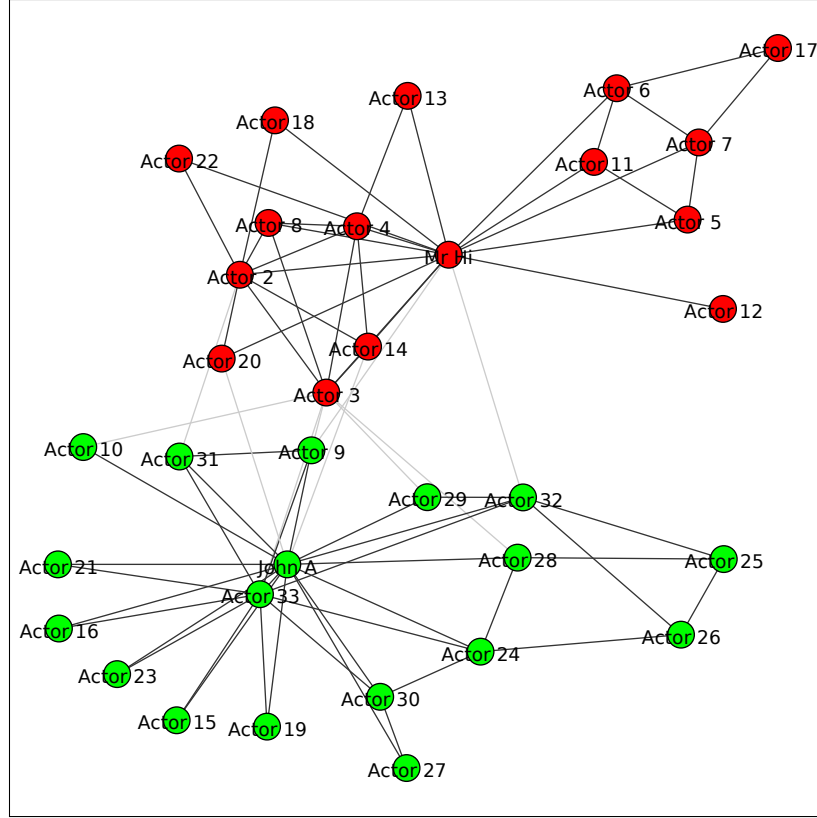 Actor 17
Actor 6
Actor 13
Actor 18
Actor 7
Actor 22
Actor 11
Actor 8
Actor 4
Actor 5
Mr Hi
Actor 2
Actor 12
Actor 14
Actor 20
Actor 3
Actor 10
Actor 31
Actor 9
Actor 29
Actor 32
Actor 28
Actor 25
Actor 21
John A
Actor 33
Actor 16
Actor 26
Actor 24
Actor 23
Actor 30
Actor 15
Actor 19
Actor 27